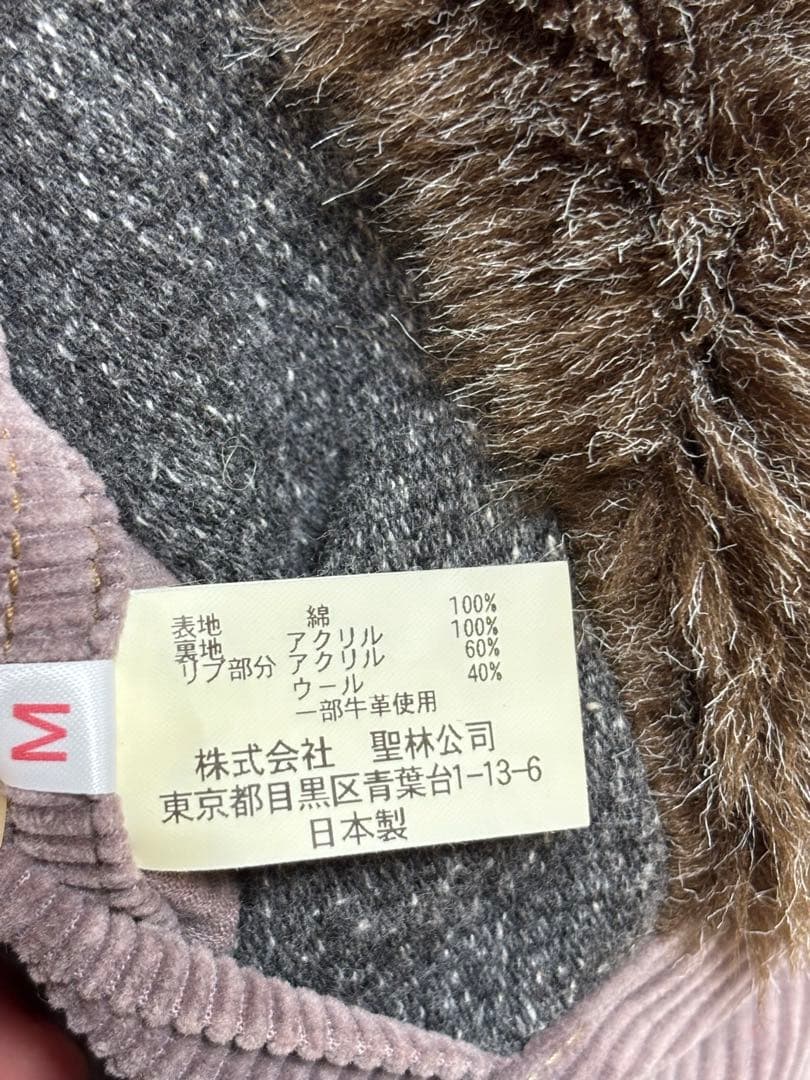 表地 綿 100%
裏地 アクリル 100%
リブ部分 アクリル 60%
ウール 40%
一部牛革使用
株式会社 聖林公司
東京都目黒区青葉台1-13-6
日本製
M